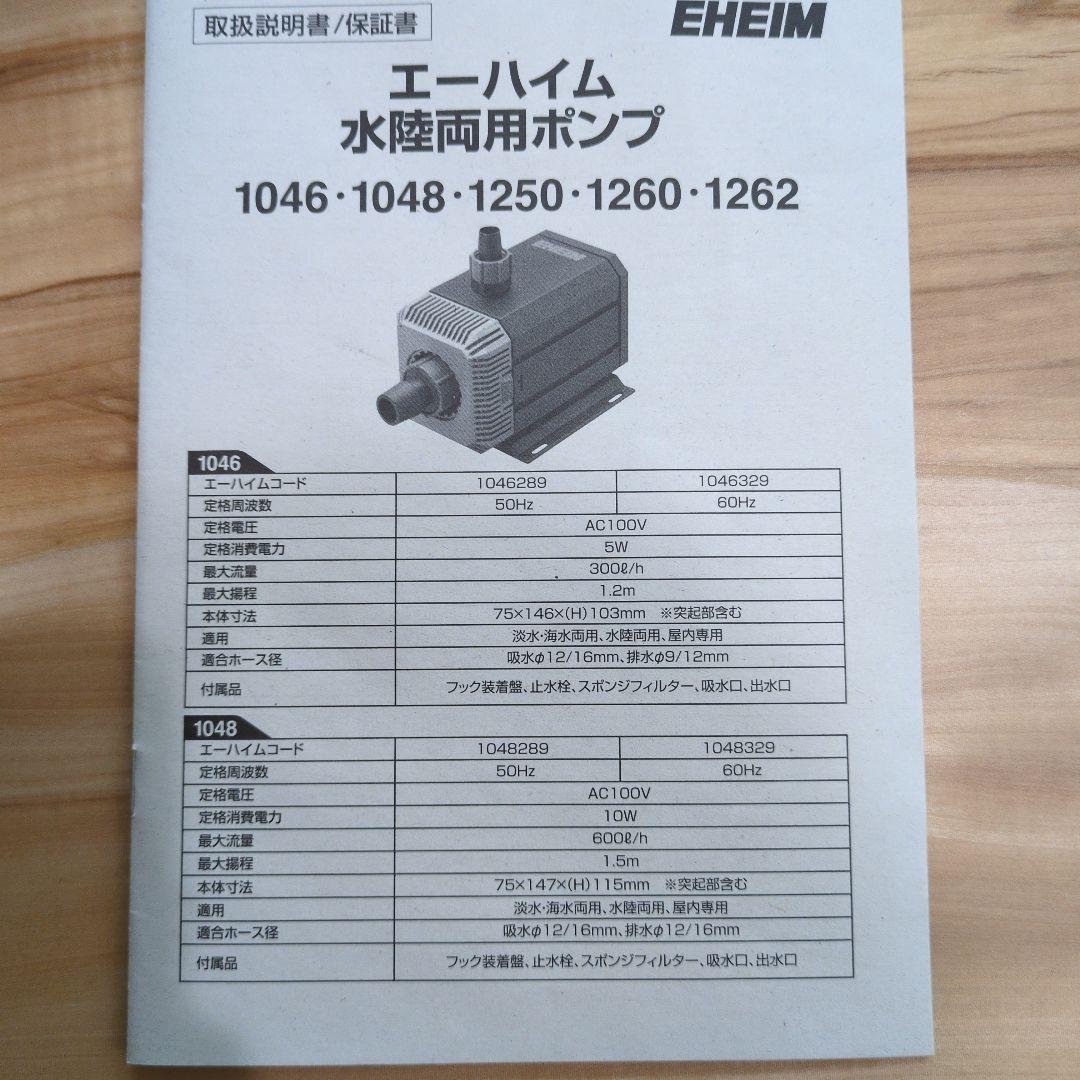 取扱説明書/保証書
EHEIM
エーハイム
水陸両用ポンプ
1046・1048・1250・1260・1262
1046
エーハイムコード 1046289 1046329
定格周波数 50Hz 60Hz
定格電圧 AC100V
定格消費電力 5W
最大流量 300ℓ/h
最大揚程 1.2m
本体寸法 75×146×(H)103mm ※突起部含む
適用 淡水・海水両用、水陸両用、屋内専用
適合ホース径 吸水φ12/16mm、排水φ9/12mm
付属品 フック装着盤、止水栓、スポンジフィルター、吸水口、出水口
1048
エーハイムコード 1048289 1048329
定格周波数 50Hz 60Hz
定格電圧 AC100V
定格消費電力 10W
最大流量 600ℓ/h
最大揚程 1.5m
本体寸法 75×147×(H)115mm ※突起部含む
適用 淡水・海水両用、水陸両用、屋内専用
適合ホース径 吸水φ12/16mm、排水φ12/16mm
付属品 フック装着盤、止水栓、スポンジフィルター、吸水口、出水口